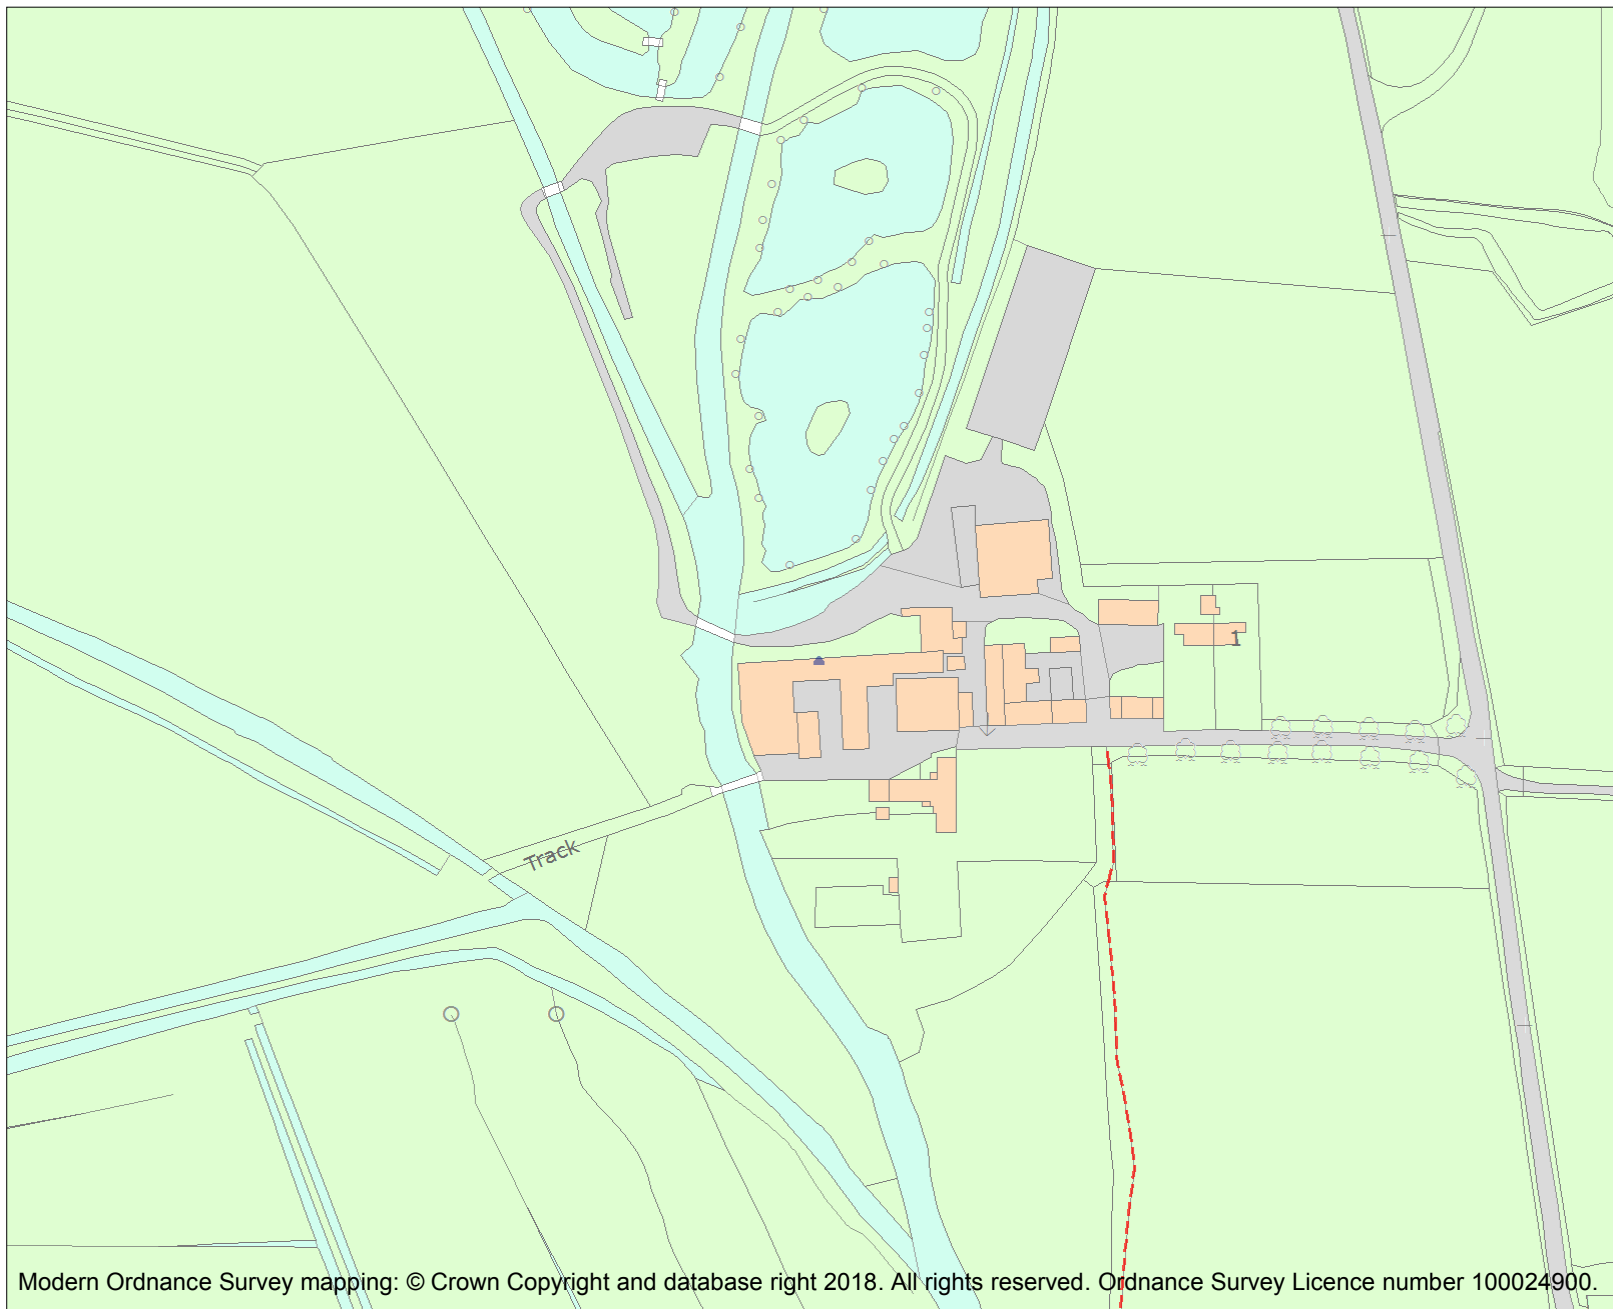 1
Track
Modern Ordnance Survey mapping: © Crown Copyright and database right 2018. All rights reserved. Ordnance Survey Licence number 100024900.